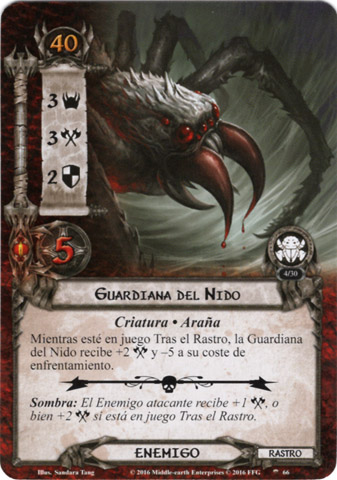 40
3
3
2
5
4/30
Guardiana del Nido
Criatura • Araña
Mientras esté en juego Tras el Rastro, la Guardiana
del Nido recibe +2 y –5 a su coste de
enfrentamiento.
Sombra: El Enemigo atacante recibe +1 , o
bien +2 si está en juego Tras el Rastro.
ENEMIGO
RASTRO
Illus. Sandara Tang © 2016 Middle-earth Enterprises © 2016 FFG 66